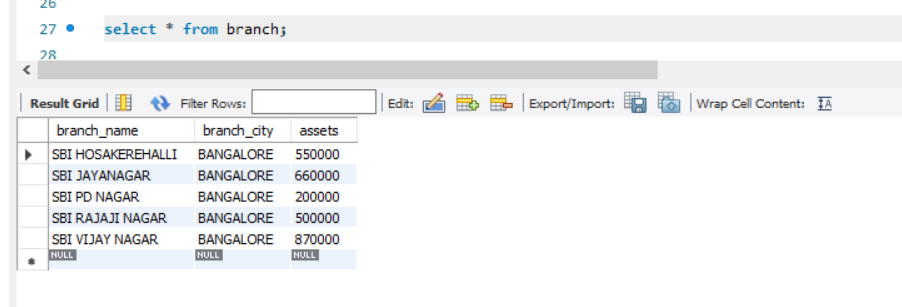 26
27 select * from branch;
28
Result Grid Filter Rows: Edit: Export/Import: Wrap Cell Content: IA
branch_name branch_city assets
SBI HOSAKEREHALLI BANGALORE 550000
SBI JAYANAGAR BANGALORE 660000
SBI PD NAGAR BANGALORE 200000
SBI RAJAJI NAGAR BANGALORE 500000
SBI VIJAY NAGAR BANGALORE 870000
NULL NULL NULL